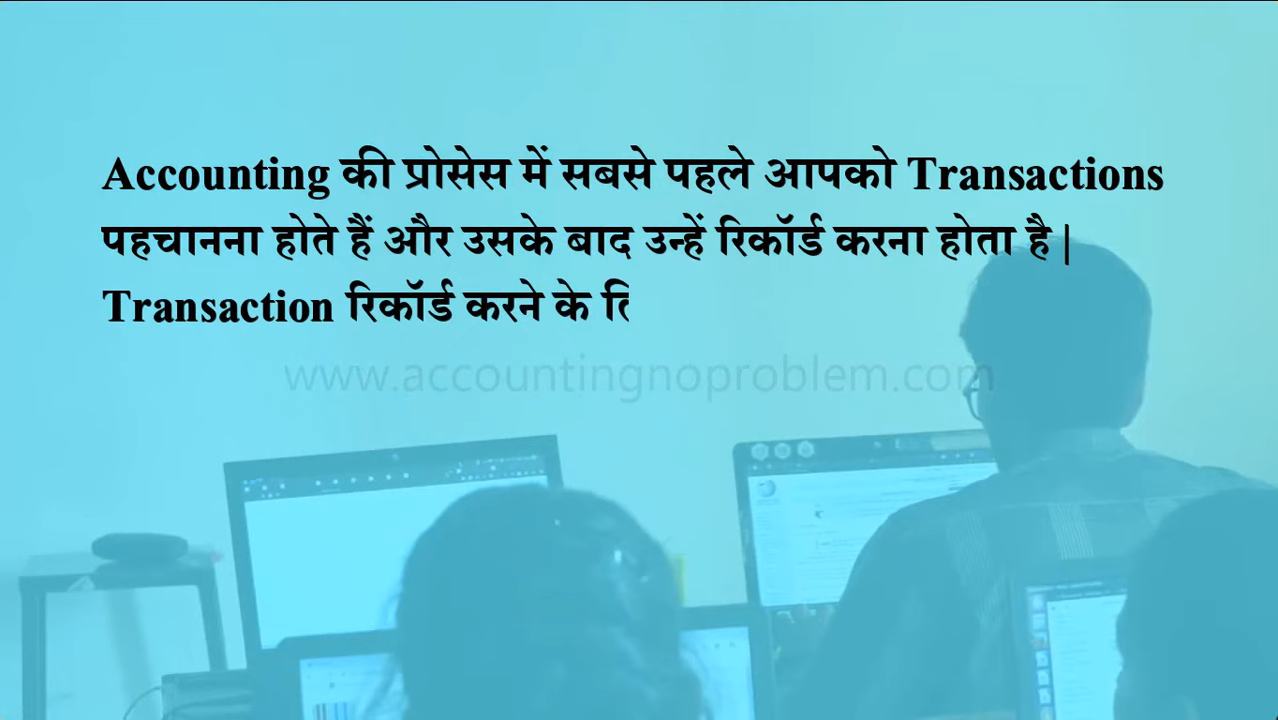 Accounting की प्रोसेस में सबसे पहले आपको Transactions
पहचानना होते हैं और उसके बाद उन्हें रिकॉर्ड करना होता है |
Transaction रिकॉर्ड करने के
www.accountingnoproblem.com